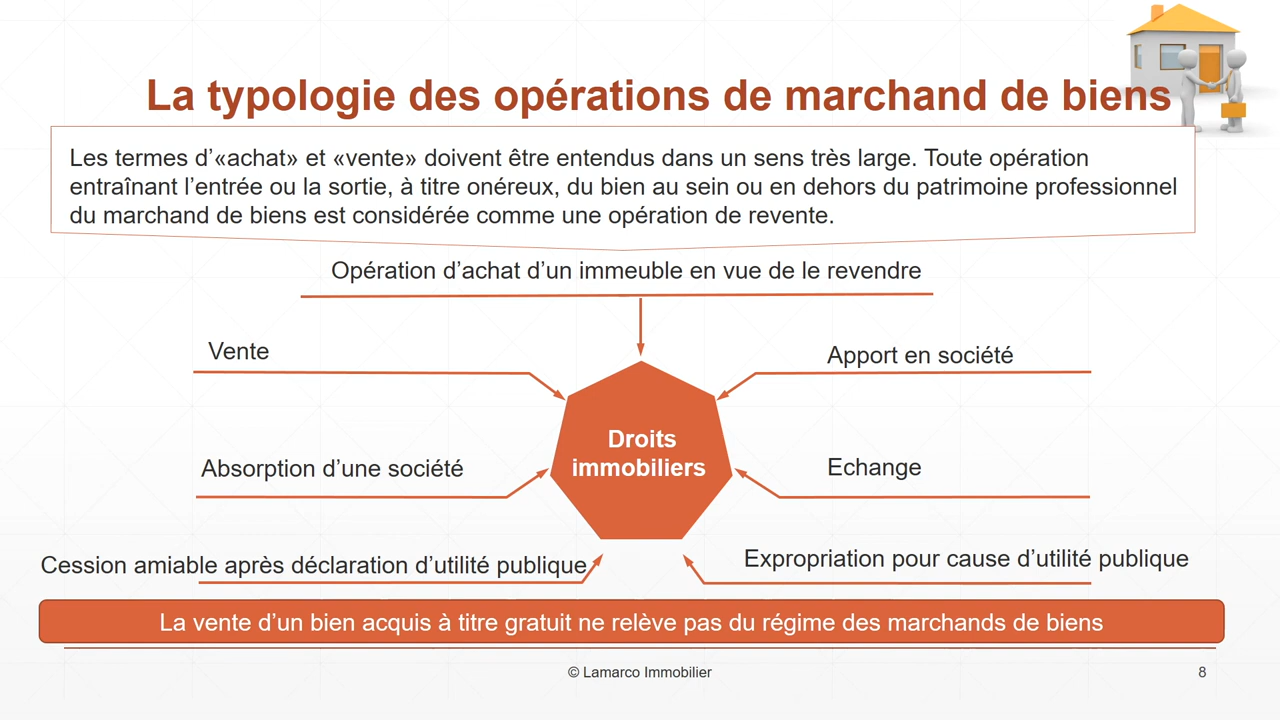 La typologie des opérations de marchand de biens
Les termes d’«achat» et «vente» doivent être entendus dans un sens très large. Toute opération
entraînant l’entrée ou la sortie, à titre onéreux, du bien au sein ou en dehors du patrimoine professionnel
du marchand de biens est considérée comme une opération de revente.
Opération d’achat d’un immeuble en vue de le revendre
Vente
Apport en société
Droits
immobiliers
Absorption d’une société
Echange
Cession amiable après déclaration d’utilité publique
Expropriation pour cause d’utilité publique
La vente d’un bien acquis à titre gratuit ne relève pas du régime des marchands de biens
© Lamarco Immobilier
8